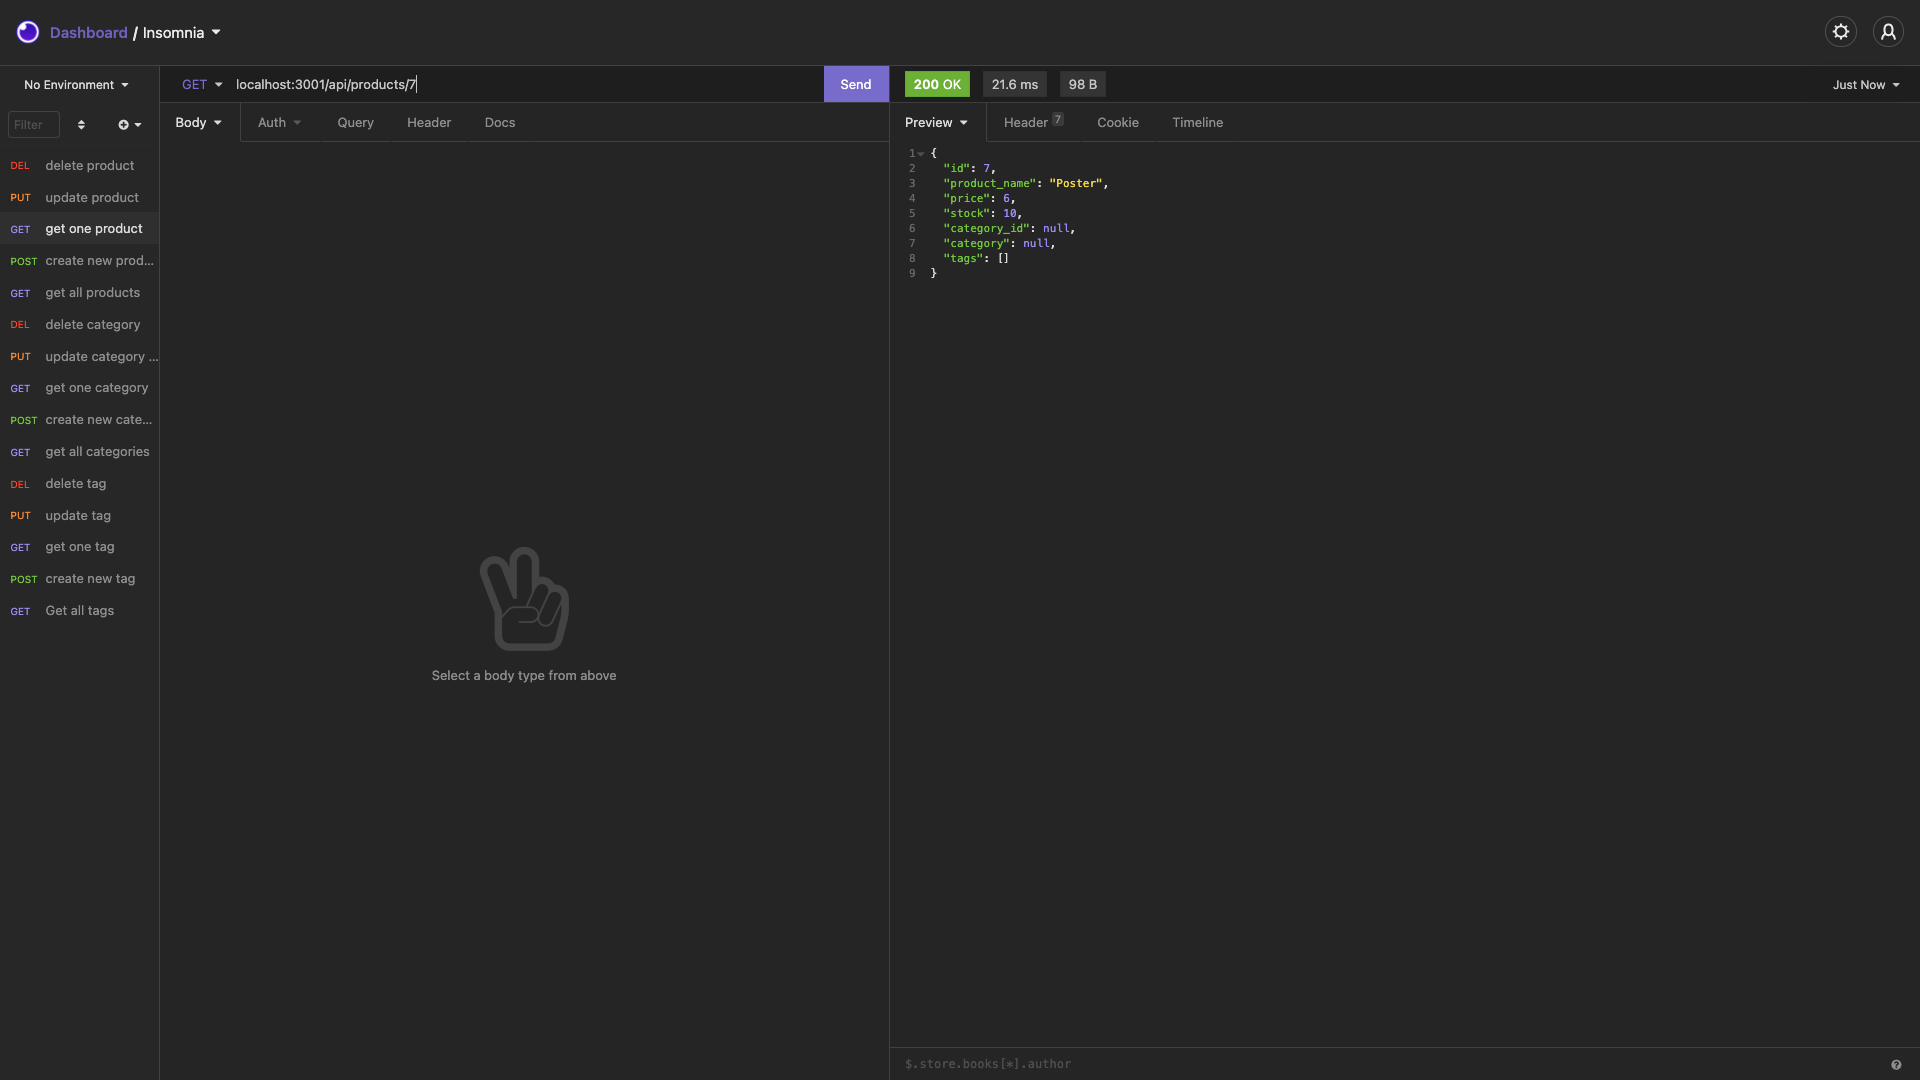 Dashboard / Insomnia
No Environment
GET localhost:3001/api/products/7
Send
200 OK
21.6 ms
98 B
Just Now
Filter
Body
Auth
Query
Header
Docs
Preview
Header 7
Cookie
Timeline
DEL delete product
PUT update product
GET get one product
POST create new prod...
GET get all products
DEL delete category
PUT update category ...
GET get one category
POST create new cate...
GET get all categories
DEL delete tag
PUT update tag
GET get one tag
POST create new tag
GET Get all tags
Select a body type from above
1 {
2 "id": 7,
3 "product_name": "Poster",
4 "price": 6,
5 "stock": 10,
6 "category_id": null,
7 "category": null,
8 "tags": []
9 }
$.store.books[*].author